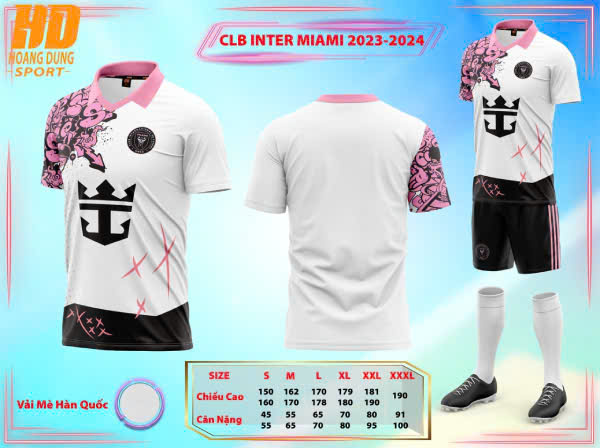 HD
HOANG DUNG
SPORT
CLB INTER MIAMI 2023-2024
SIZE S M L XL XXL XXXL
Chiều Cao 150 162 170 179 181 190
160 170 178 180 190
Cân Nặng 45 55 65 70 80 91
55 65 70 80 95 100
Vải Mè Hàn Quốc